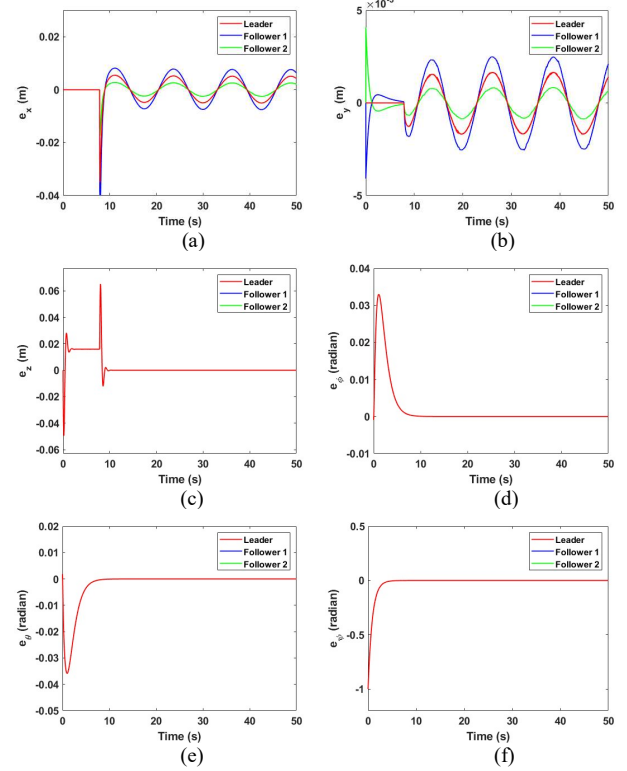 0.03
0.02
0
-0.02
-0.04
e_x (m)
Leader
Follower 1
Follower 2
0 10 20 30 40 50
Time (s)
(a)
5
0
-5
e_y (m)
Leader
Follower 1
Follower 2
0 10 20 30 40 50
Time (s)
(b)
0.06
0.04
0.02
0
-0.02
-0.04
-0.06
e_z (m)
Leader
Follower 1
Follower 2
0 10 20 30 40 50
Time (s)
(c)
0.04
0.03
0.02
0.01
0
-0.01
e_ϕ (radian)
Leader
Follower 1
Follower 2
0 10 20 30 40 50
Time (s)
(d)
0.02
0.01
0
-0.01
-0.02
-0.03
-0.04
-0.05
e_θ (radian)
Leader
Follower 1
Follower 2
0 10 20 30 40 50
Time (s)
(e)
0.5
0
-0.5
-1
e_ψ (radian)
Leader
Follower 1
Follower 2
0 10 20 30 40 50
Time (s)
(f)